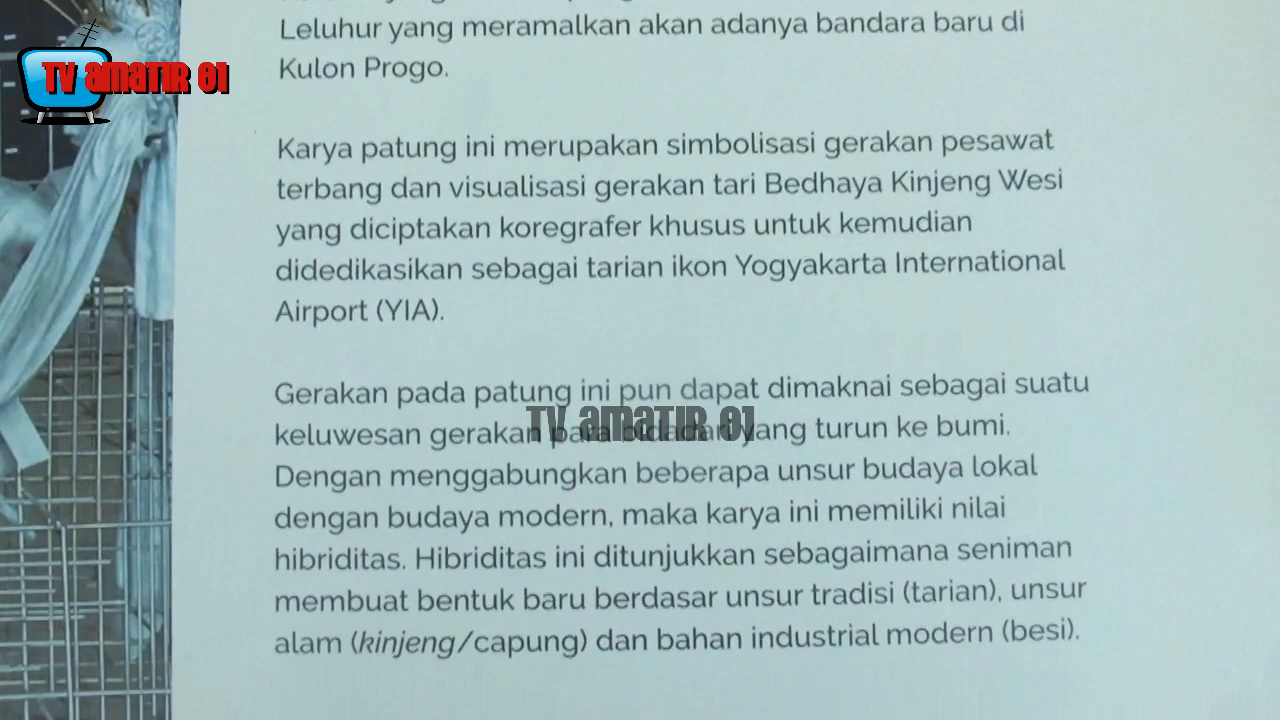 Leluhur yang meramalkan akan adanya bandara baru di
Kulon Progo.
TV AMATIR 01
Karya patung ini merupakan simbolisasi gerakan pesawat
terbang dan visualisasi gerakan tari Bedhaya Kinjeng Wesi
yang diciptakan koregrafer khusus untuk kemudian
didedikasikan sebagai tarian ikon Yogyakarta International
Airport (YIA).
Gerakan pada patung ini pun dapat dimaknai sebagai suatu
keluwesan gerakan para bidadari yang turun ke bumi.
TV AMATIR 01
Dengan menggabungkan beberapa unsur budaya lokal
dengan budaya modern, maka karya ini memiliki nilai
hibriditas. Hibriditas ini ditunjukkan sebagaimana seniman
membuat bentuk baru berdasar unsur tradisi (tarian), unsur
alam (kinjeng/capung) dan bahan industrial modern (besi).